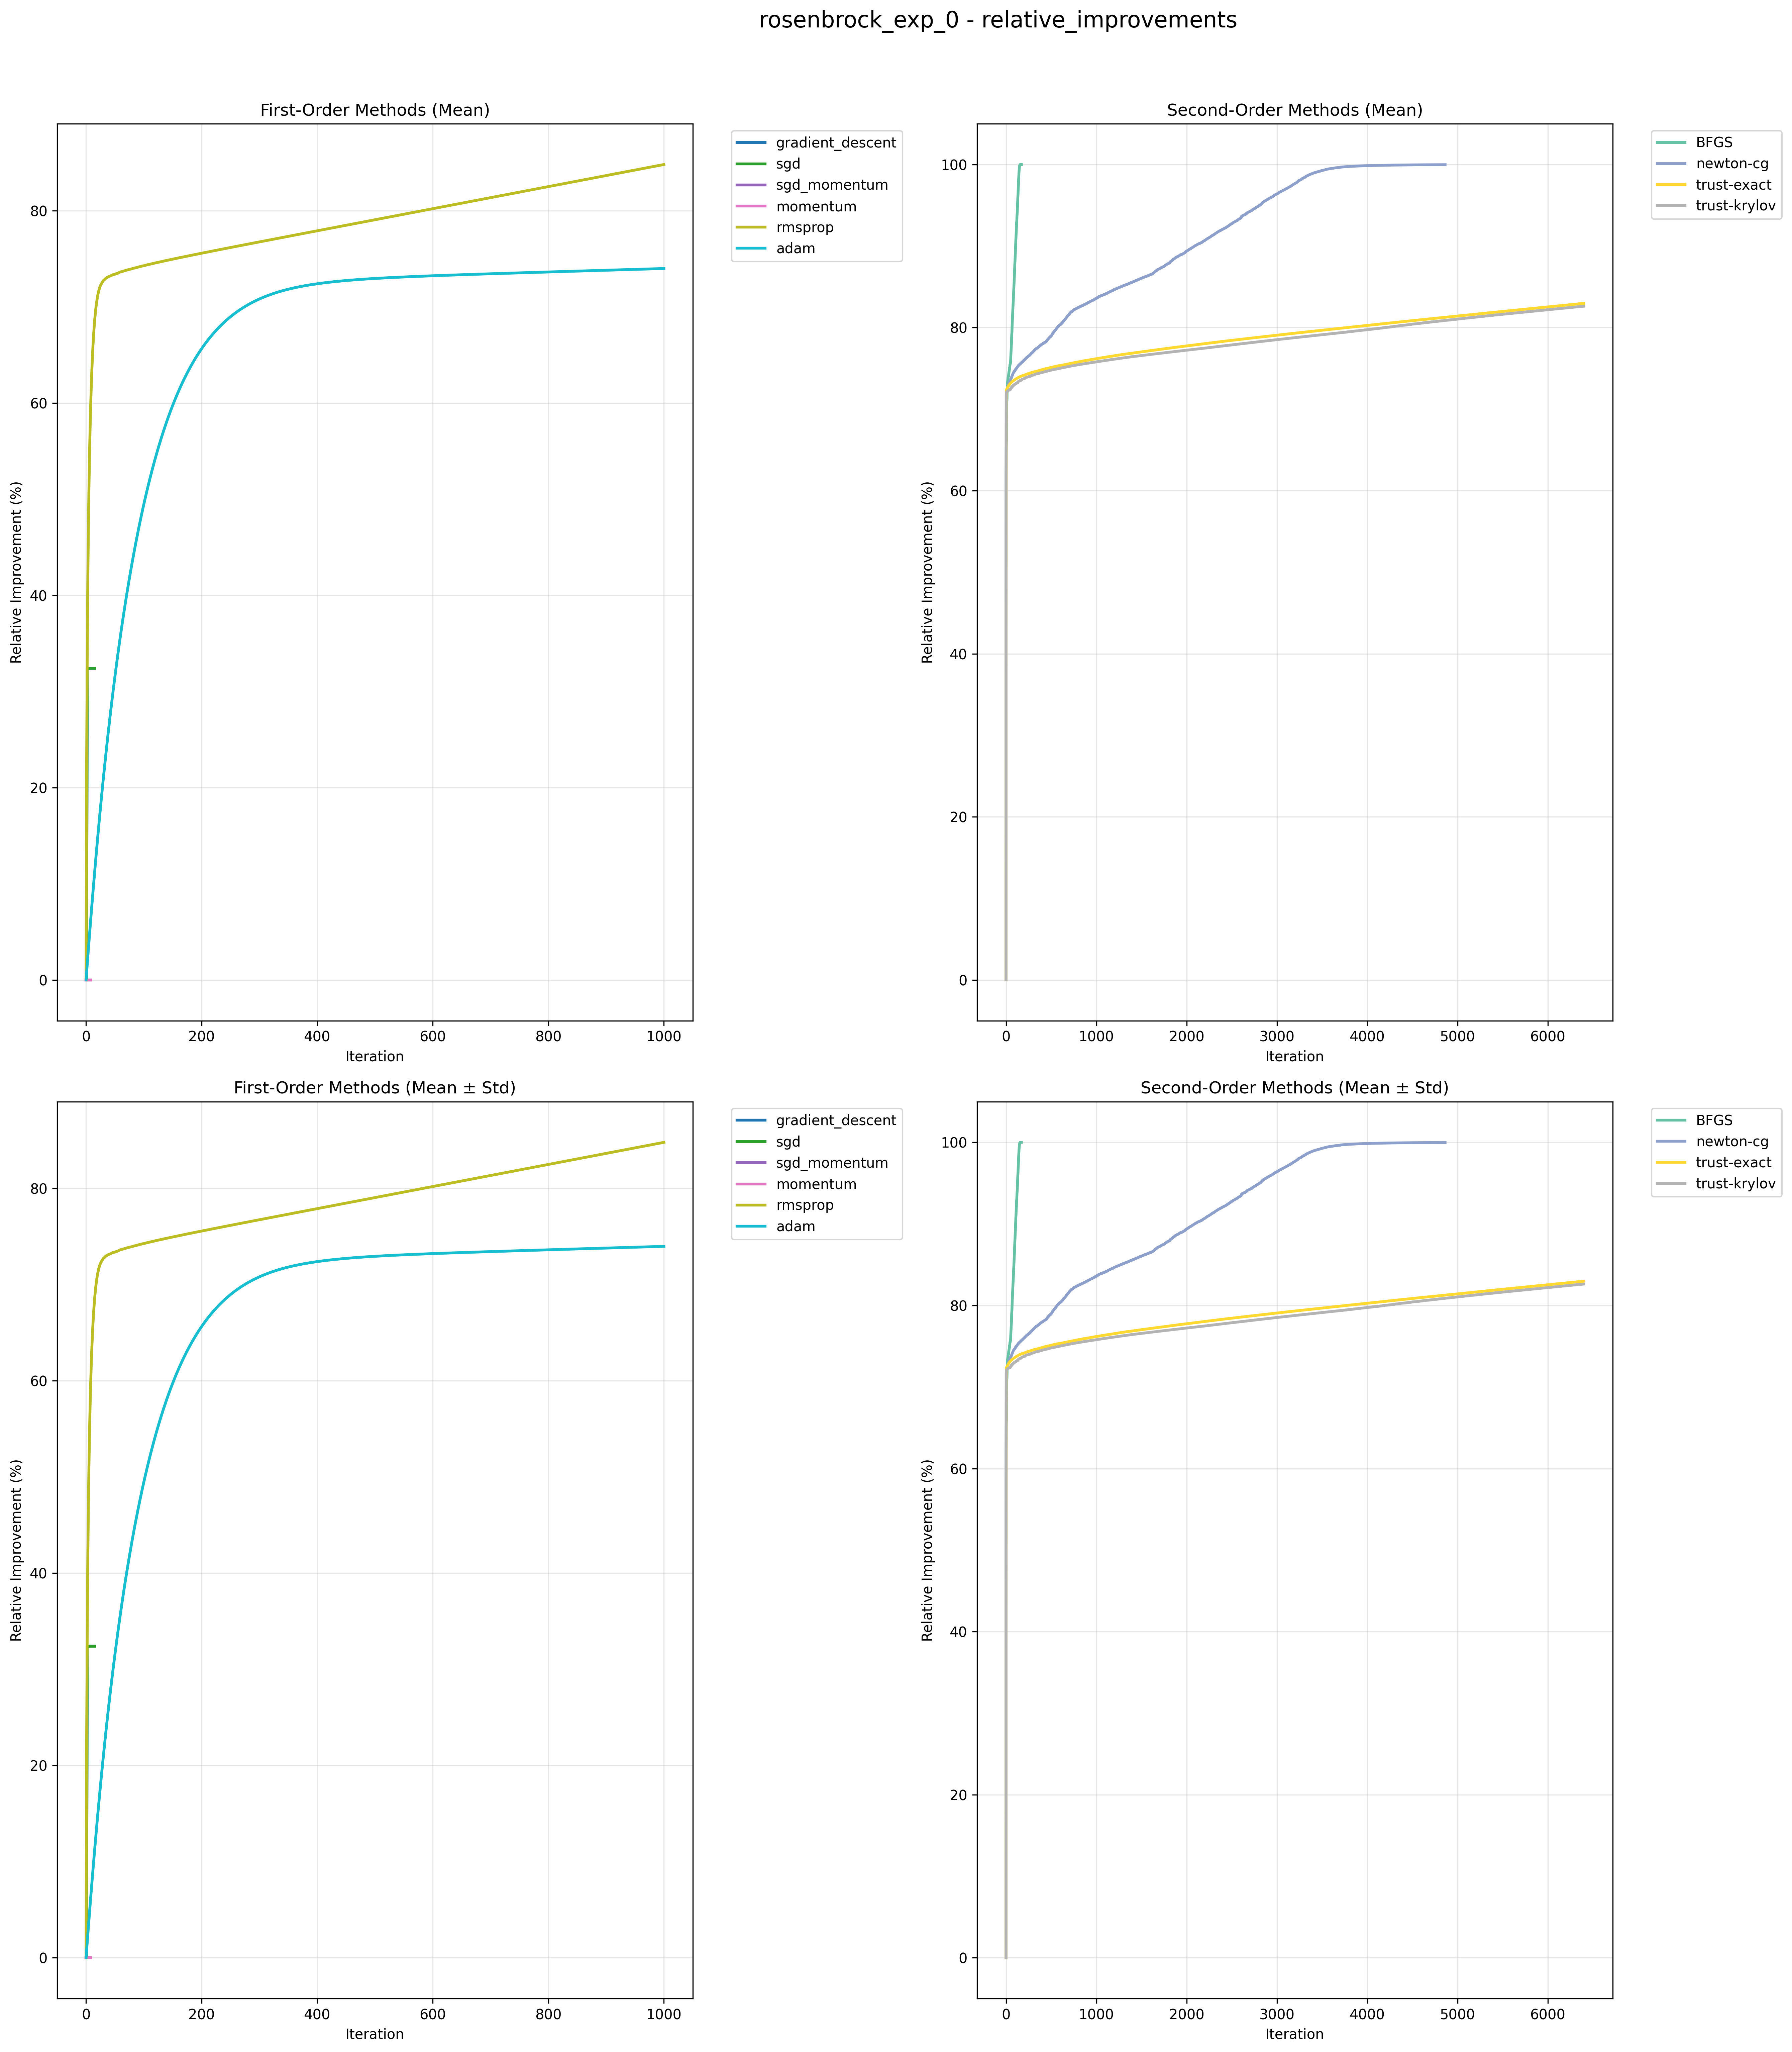 rosenbrock_exp_0 - relative_improvements
First-Order Methods (Mean)
Relative Improvement (%)
80
60
40
20
0
0 200 400 600 800 1000
Iteration
gradient_descent
sgd
sgd_momentum
momentum
rmsprop
adam
Second-Order Methods (Mean)
Relative Improvement (%)
100
80
60
40
20
0
0 1000 2000 3000 4000 5000 6000
Iteration
BFGS
newton-cg
trust-exact
trust-krylov
First-Order Methods (Mean ± Std)
Relative Improvement (%)
80
60
40
20
0
0 200 400 600 800 1000
Iteration
gradient_descent
sgd
sgd_momentum
momentum
rmsprop
adam
Second-Order Methods (Mean ± Std)
Relative Improvement (%)
100
80
60
40
20
0
0 1000 2000 3000 4000 5000 6000
Iteration
BFGS
newton-cg
trust-exact
trust-krylov